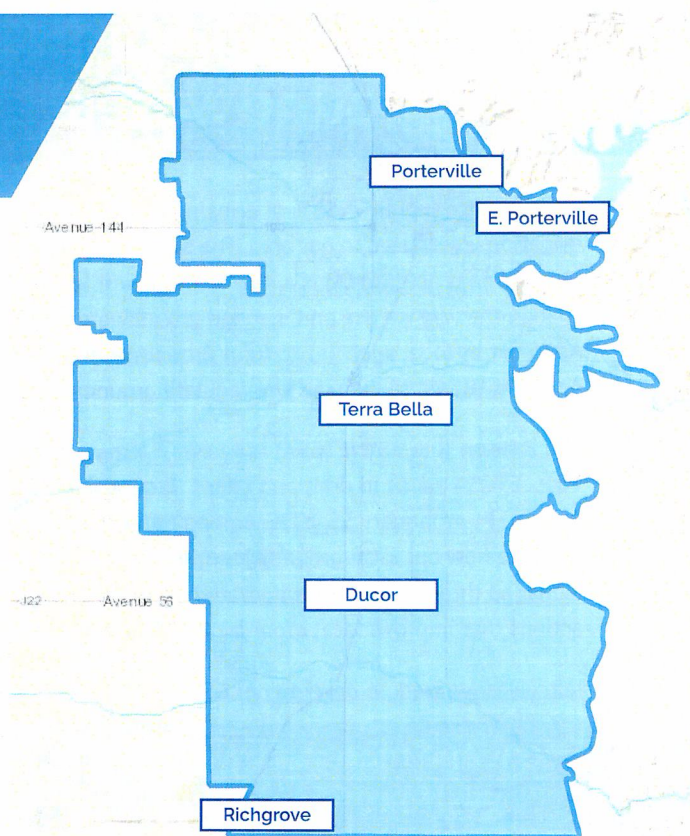 Porterville
E. Porterville
Avenue 144
Terra Bella
Ducor
J22
Avenue 56
Richgrove